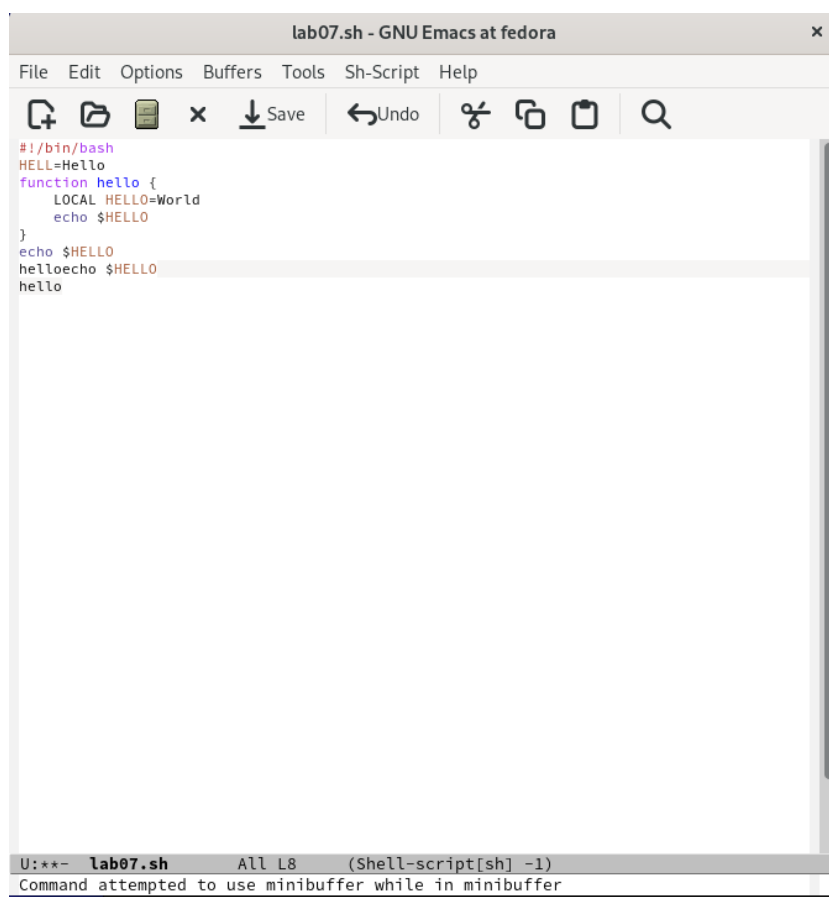 lab07.sh - GNU Emacs at fedora
File Edit Options Buffers Tools Sh-Script Help
Save Undo
#!/bin/bash
HELL=Hello
function hello {
    LOCAL HELLO=World
    echo $HELLO
}
echo $HELLO
helloecho $HELLO
hello
U:**- lab07.sh All L8 (Shell-script[sh] -1)
Command attempted to use minibuffer while in minibuffer